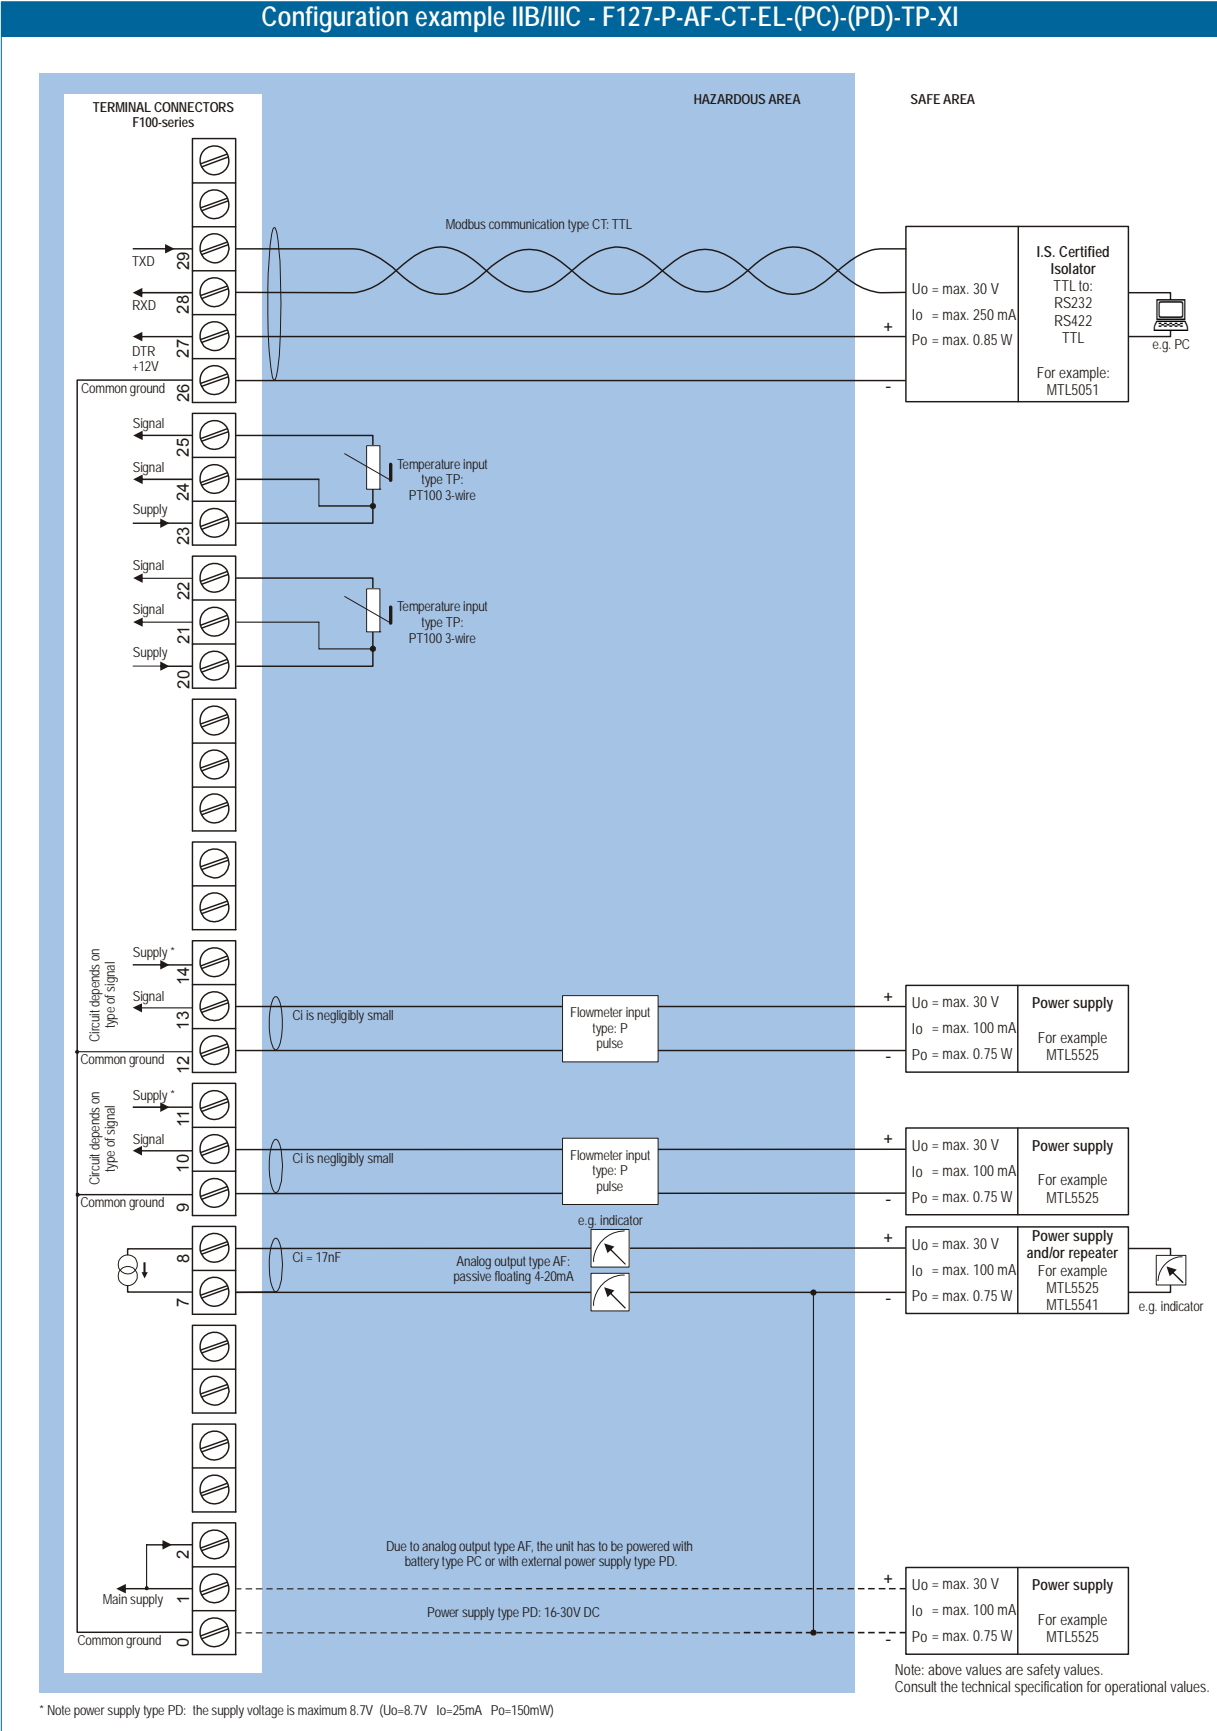 Configuration example IIB/IIIC - F127-P-AF-CT-EL-(PC)-(PD)-TP-XI
HAZARDOUS AREA
SAFE AREA
TERMINAL CONNECTORS
F100-series
Modbus communication type CT: TTL
TXD
29
RXD
28
DTR
+12V
27
Common ground
26
+
-
Uo = max. 30 V
Io = max. 250 mA
Po = max. 0.85 W
I.S. Certified
Isolator
TTL to:
RS232
RS422
TTL
For example:
MTL5051
e.g. PC
Signal
25
Signal
24
Supply
23
Temperature input
type TP:
PT100 3-wire
Signal
22
Signal
21
Supply
20
Temperature input
type TP:
PT100 3-wire
Circuit depends on
type of signal
Supply *
14
Signal
13
Common ground
12
Ci is negligibly small
Flowmeter input
type: P
pulse
+
-
Uo = max. 30 V
Io = max. 100 mA
Po = max. 0.75 W
Power supply
For example
MTL5525
Circuit depends on
type of signal
Supply *
11
Signal
10
Common ground
9
Ci is negligibly small
Flowmeter input
type: P
pulse
+
-
Uo = max. 30 V
Io = max. 100 mA
Po = max. 0.75 W
Power supply
For example
MTL5525
8
7
Ci = 17nF
e.g. indicator
Analog output type AF:
passive floating 4-20mA
+
-
Uo = max. 30 V
Io = max. 100 mA
Po = max. 0.75 W
Power supply
and/or repeater
For example
MTL5525
MTL5541
e.g. indicator
2
Main supply
1
Common ground
0
Due to analog output type AF, the unit has to be powered with
battery type PC or with external power supply type PD.
Power supply type PD: 16-30V DC
+
-
Uo = max. 30 V
Io = max. 100 mA
Po = max. 0.75 W
Power supply
For example
MTL5525
Note: above values are safety values.
Consult the technical specification for operational values.
* Note power supply type PD: the supply voltage is maximum 8.7V (Uo=8.7V Io=25mA Po=150mW)